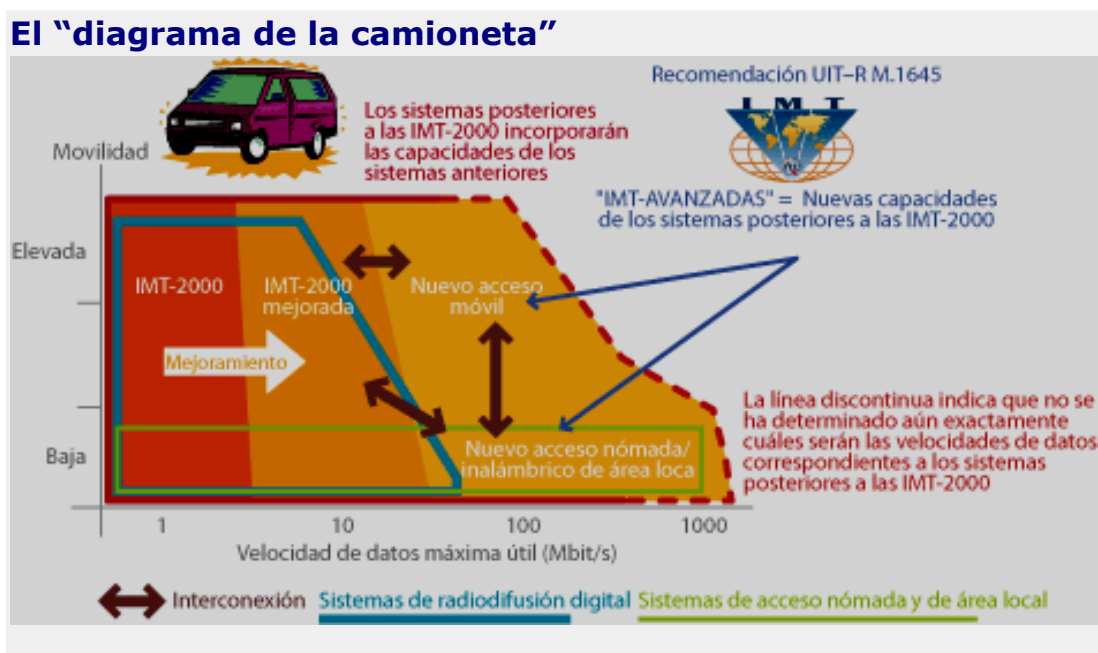 El “diagrama de la camioneta”
Recomendación UIT–R M.1645
I M T
Los sistemas posteriores
a las IMT-2000 incorporarán
las capacidades de los
sistemas anteriores
Movilidad
"IMT-AVANZADAS" = Nuevas capacidades
de los sistemas posteriores a las IMT-2000
Elevada
IMT-2000
IMT-2000
mejorada
Nuevo acceso
móvil
Mejoramiento
La línea discontinua indica que no se
ha determinado aún exactamente
cuáles serán las velocidades de datos
correspondientes a los sistemas
posteriores a las IMT-2000
Baja
Nuevo acceso nómada/
inalámbrico de área loca
1 10 100 1000
Velocidad de datos máxima útil (Mbit/s)
Interconexión Sistemas de radiodifusión digital Sistemas de acceso nómada y de área local